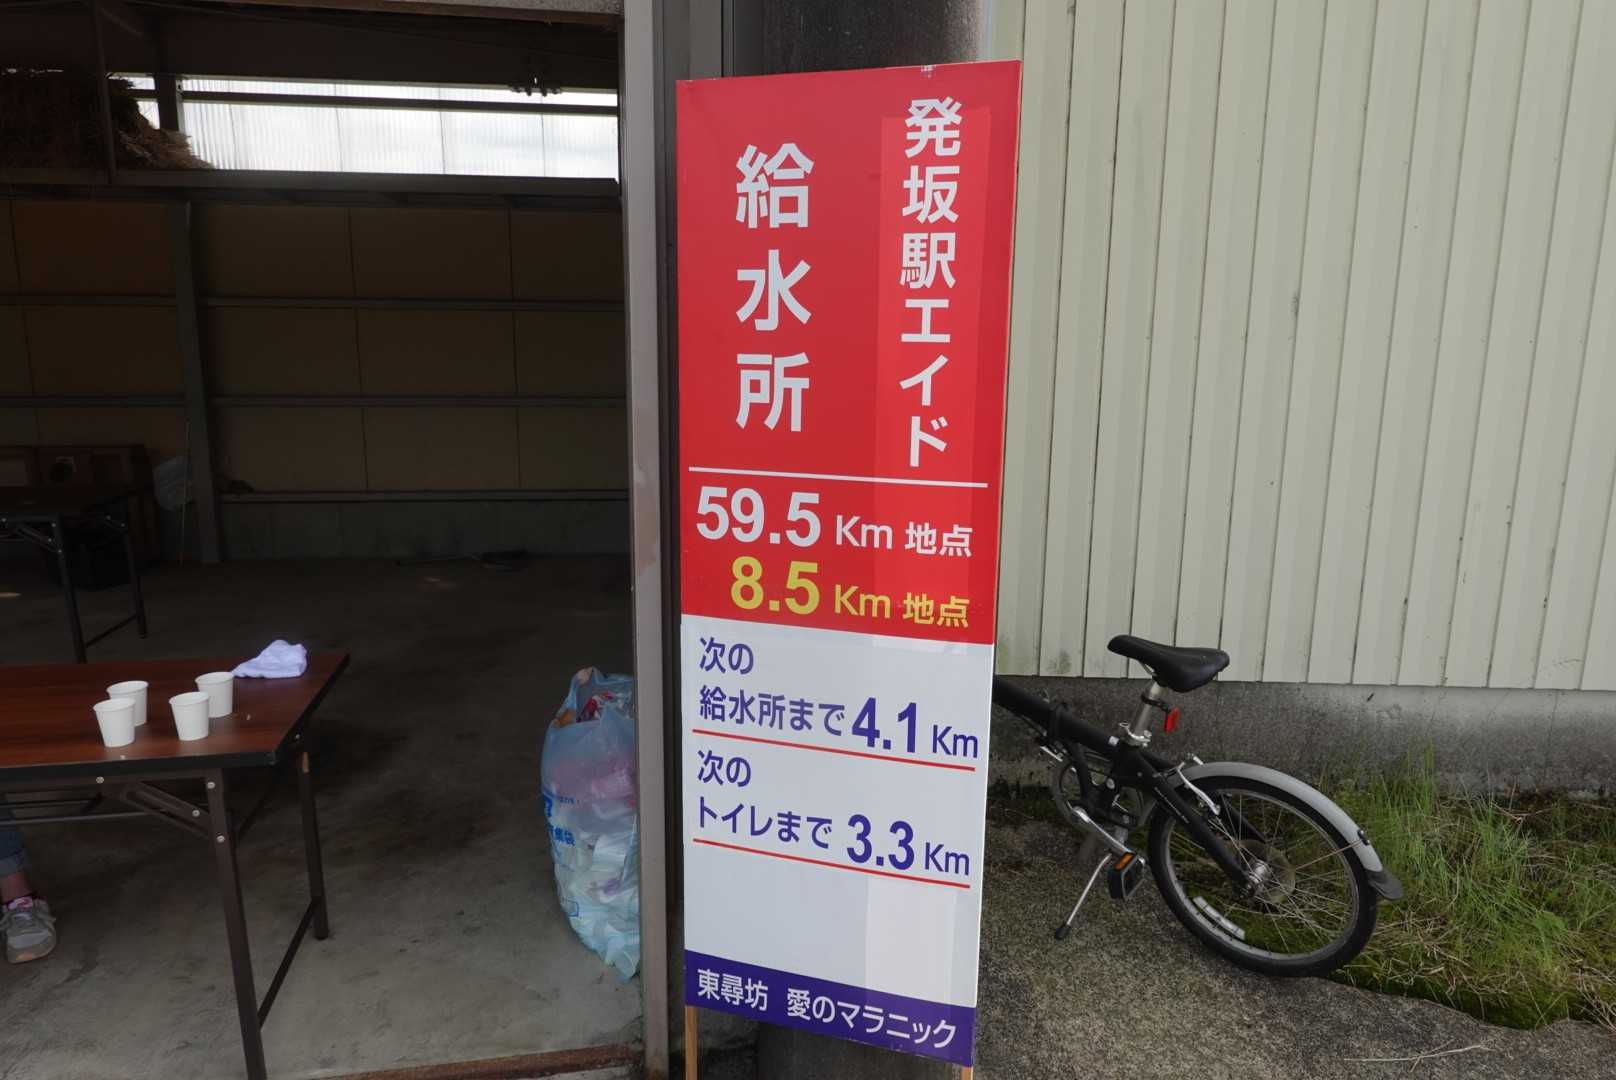 発坂駅エイド
給水所
59.5 Km 地点
8.5 Km 地点
次の
給水所まで 4.1 Km
次の
トイレまで 3.3 Km
東尋坊 愛のマラニック